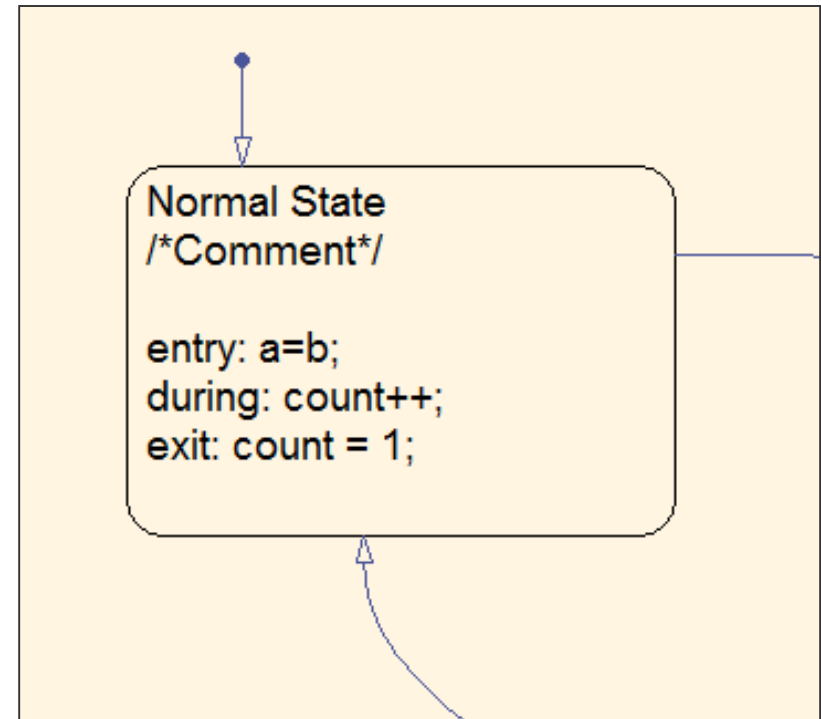 Normal State
/*Comment*/
entry: a=b;
during: count++;
exit: count = 1;